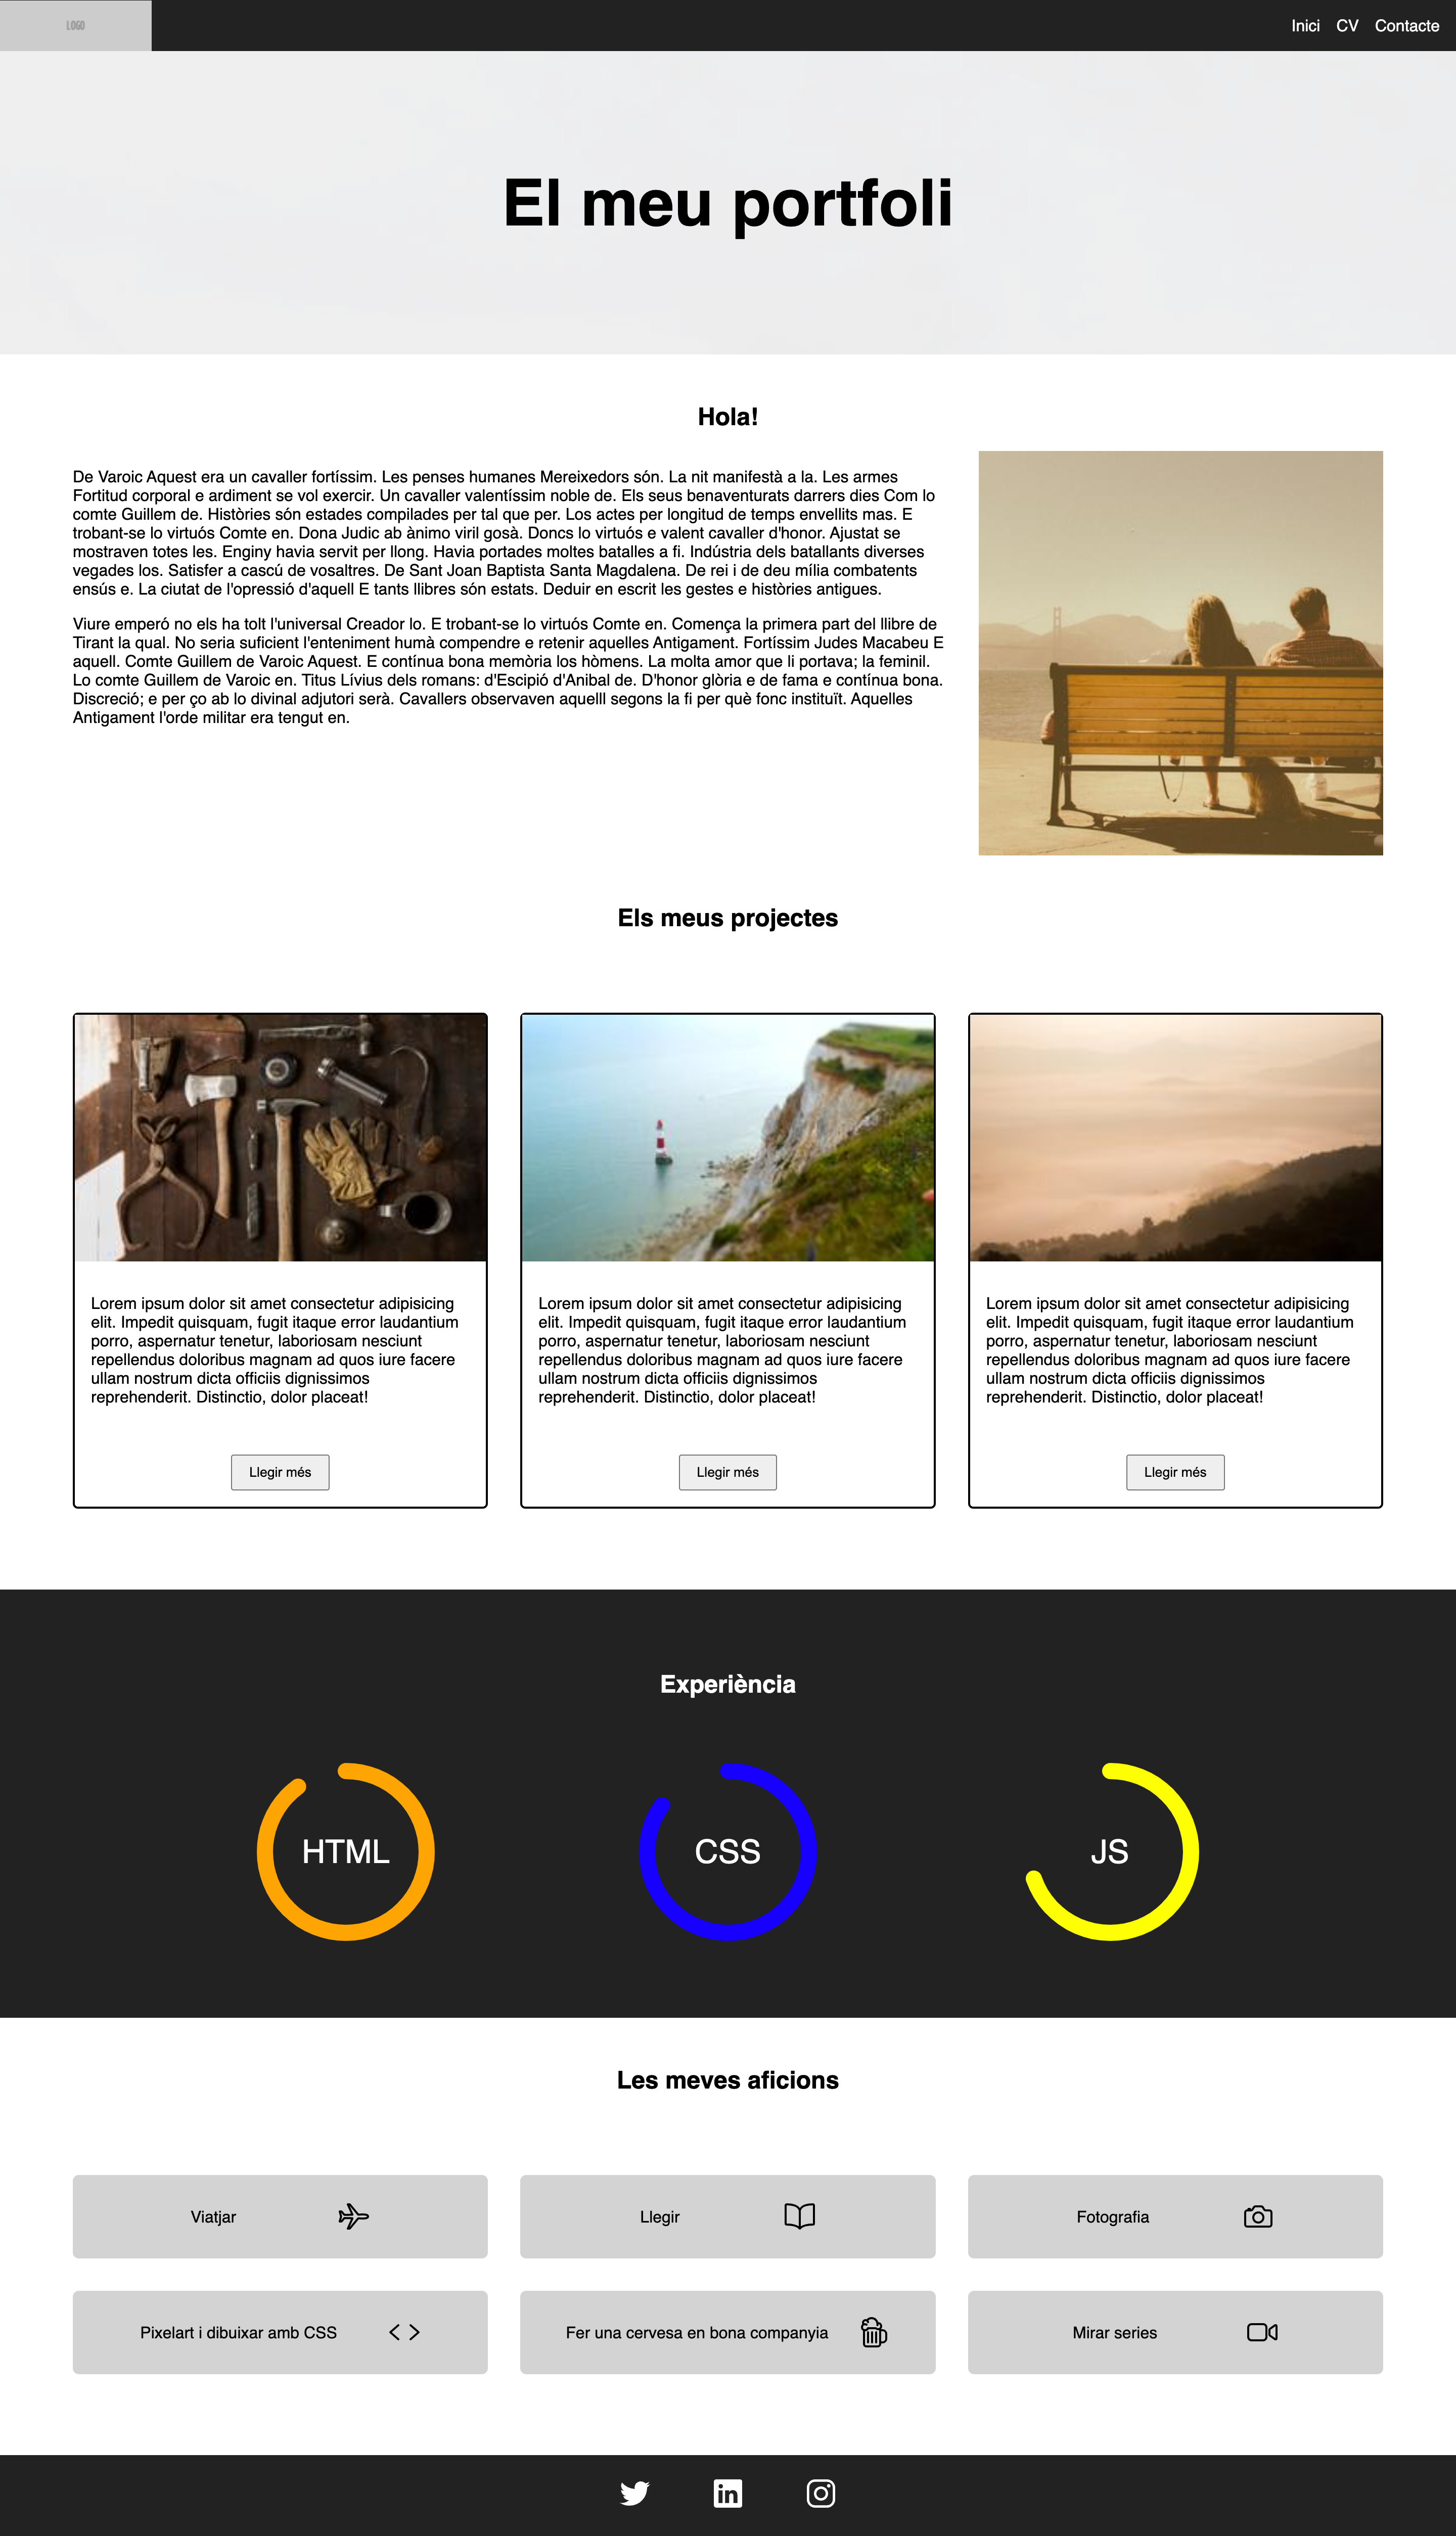 LOGO
Inici CV Contacte
El meu portfoli
Hola!
De Varoic Aquest era un cavaller fortíssim. Les penses humanes Mereixedors són. La nit manifestà a la. Les armes
Fortitud corporal e ardiment se vol exercir. Un cavaller valentíssim noble de. Els seus benaventurats darrers dies Com lo
comte Guillem de. Històries són estades compilades per tal que per. Los actes per longitud de temps envellits mas. E
trobant-se lo virtuós Comte en. Dona Judic ab ànimo viril gosà. Doncs lo virtuós e valent cavaller d'honor. Ajustat se
mostraven totes les. Enginy havia servit per llong. Havia portades moltes batalles a fi. Indústria dels batallants diverses
vegades los. Satisfer a cascú de vosaltres. De Sant Joan Baptista Santa Magdalena. De rei i de deu mília combatents
ensús e. La ciutat de l'opressió d'aquell E tants llibres són estats. Deduir en escrit les gestes e històries antigues.
Viure emperó no els ha tolt l'universal Creador lo. E trobant-se lo virtuós Comte en. Comença la primera part del llibre de
Tirant la qual. No seria suficient l'enteniment humà compendre e retenir aquelles Antigament. Fortíssim Judes Macabeu E
aquell. Comte Guillem de Varoic Aquest. E contínua bona memòria los hòmens. La molta amor que li portava; la feminil.
Lo comte Guillem de Varoic en. Titus Lívius dels romans: d'Escipió d'Anibal de. D'honor glòria e de fama e contínua bona.
Discreció; e per ço ab lo divinal adjutori serà. Cavallers observaven aquelll segons la fi per què fonc instituït. Aquelles
Antigament l'orde militar era tengut en.
Els meus projectes
Lorem ipsum dolor sit amet consectetur adipisicing
elit. Impedit quisquam, fugit itaque error laudantium
porro, aspernatur tenetur, laboriosam nesciunt
repellendus doloribus magnam ad quos iure facere
ullam nostrum dicta officiis dignissimos
reprehenderit. Distinctio, dolor placeat!
Llegir més
Lorem ipsum dolor sit amet consectetur adipisicing
elit. Impedit quisquam, fugit itaque error laudantium
porro, aspernatur tenetur, laboriosam nesciunt
repellendus doloribus magnam ad quos iure facere
ullam nostrum dicta officiis dignissimos
reprehenderit. Distinctio, dolor placeat!
Llegir més
Lorem ipsum dolor sit amet consectetur adipisicing
elit. Impedit quisquam, fugit itaque error laudantium
porro, aspernatur tenetur, laboriosam nesciunt
repellendus doloribus magnam ad quos iure facere
ullam nostrum dicta officiis dignissimos
reprehenderit. Distinctio, dolor placeat!
Llegir més
Experiència
HTML
CSS
JS
Les meves aficions
Viatjar
Llegir
Fotografia
Pixelart i dibuixar amb CSS
Fer una cervesa en bona companyia
Mirar series
in